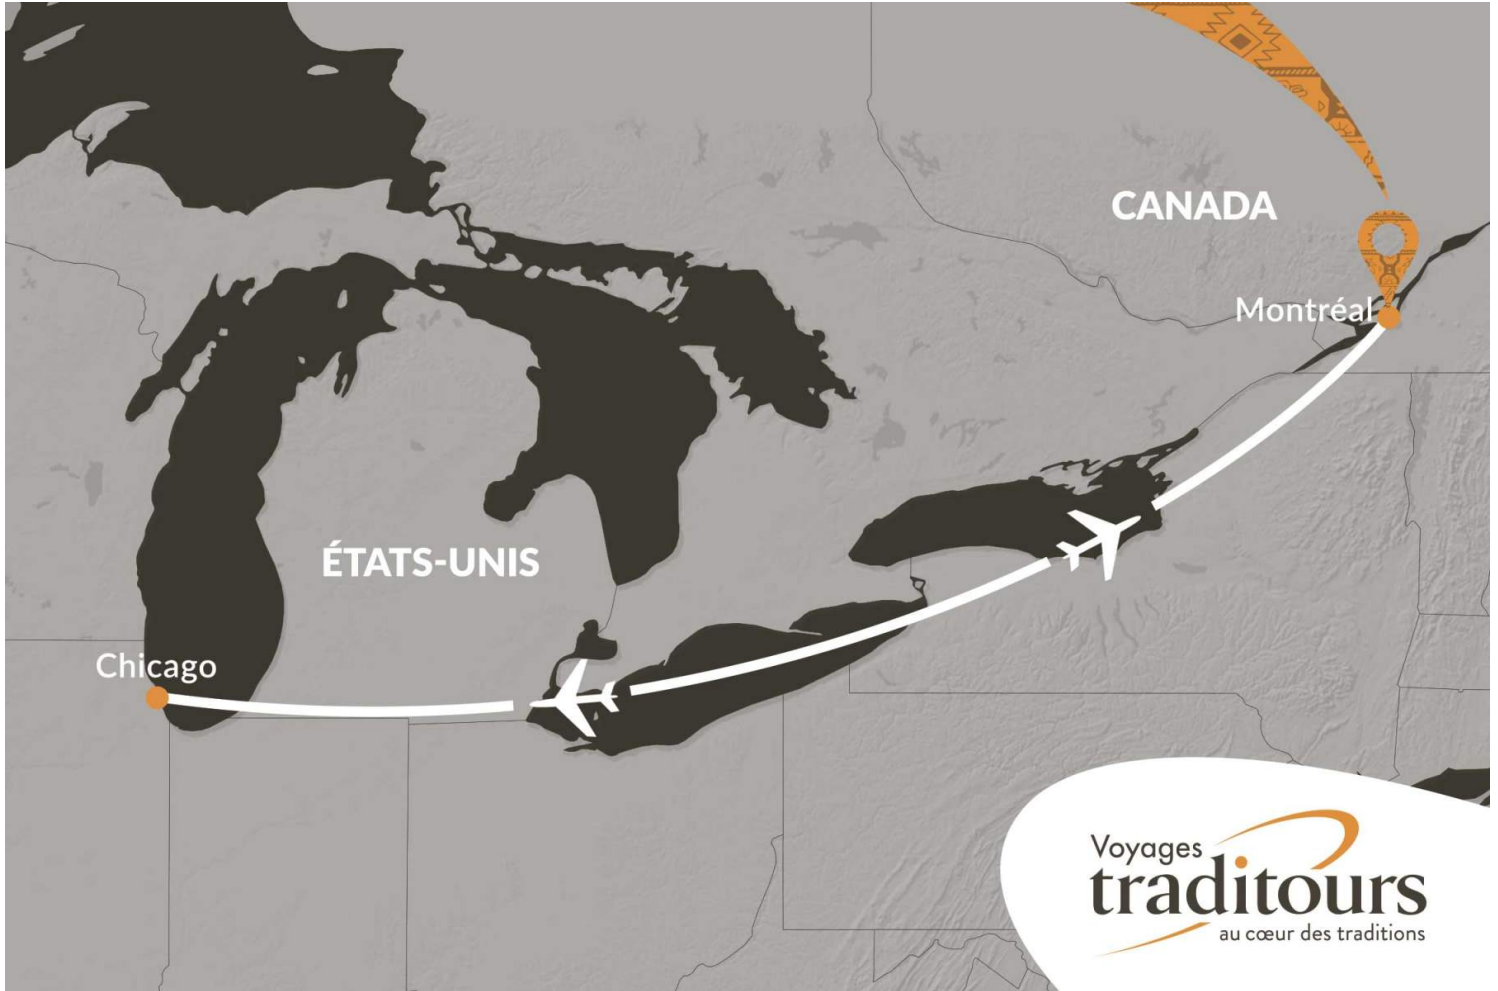 CANADA
Montréal
ÉTATS-UNIS
Chicago
Voyages
traditours
au cœur des traditions